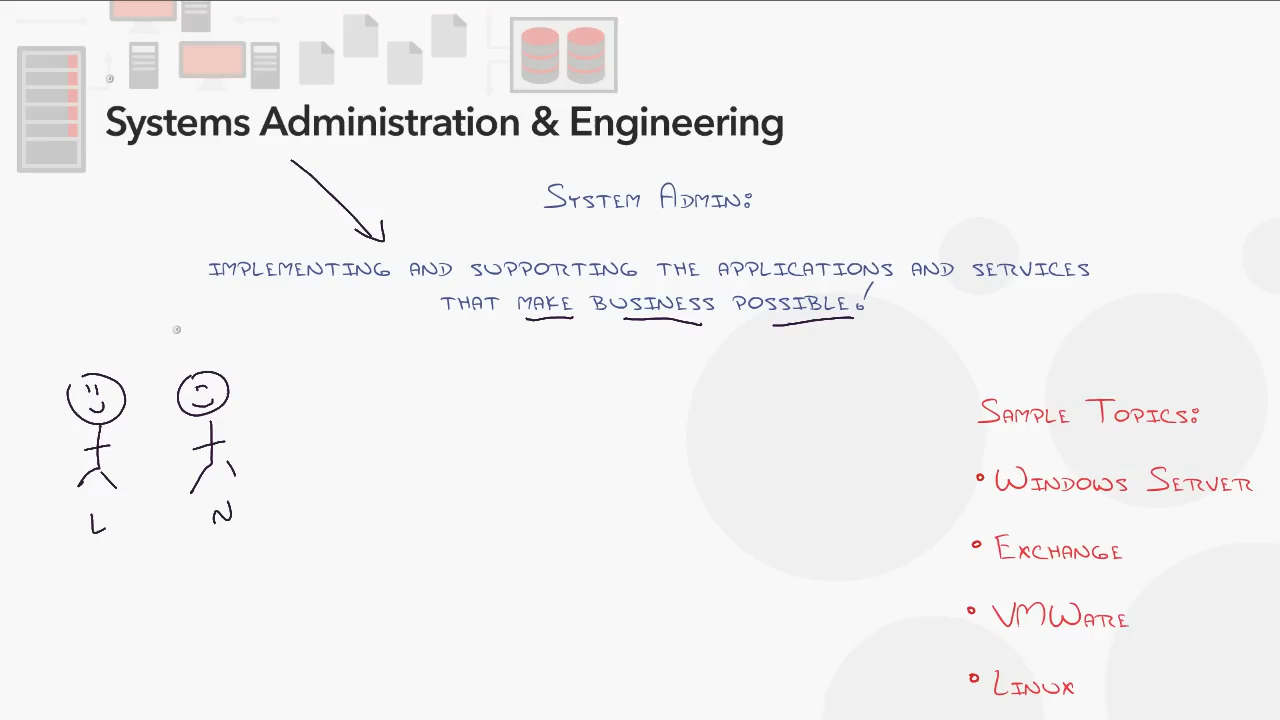 Systems Administration & Engineering
System Admin:
implementing and supporting the applications and services
that make business possible!
L N
Sample Topics:
• Windows Server
• Exchange
• VMWare
• Linux